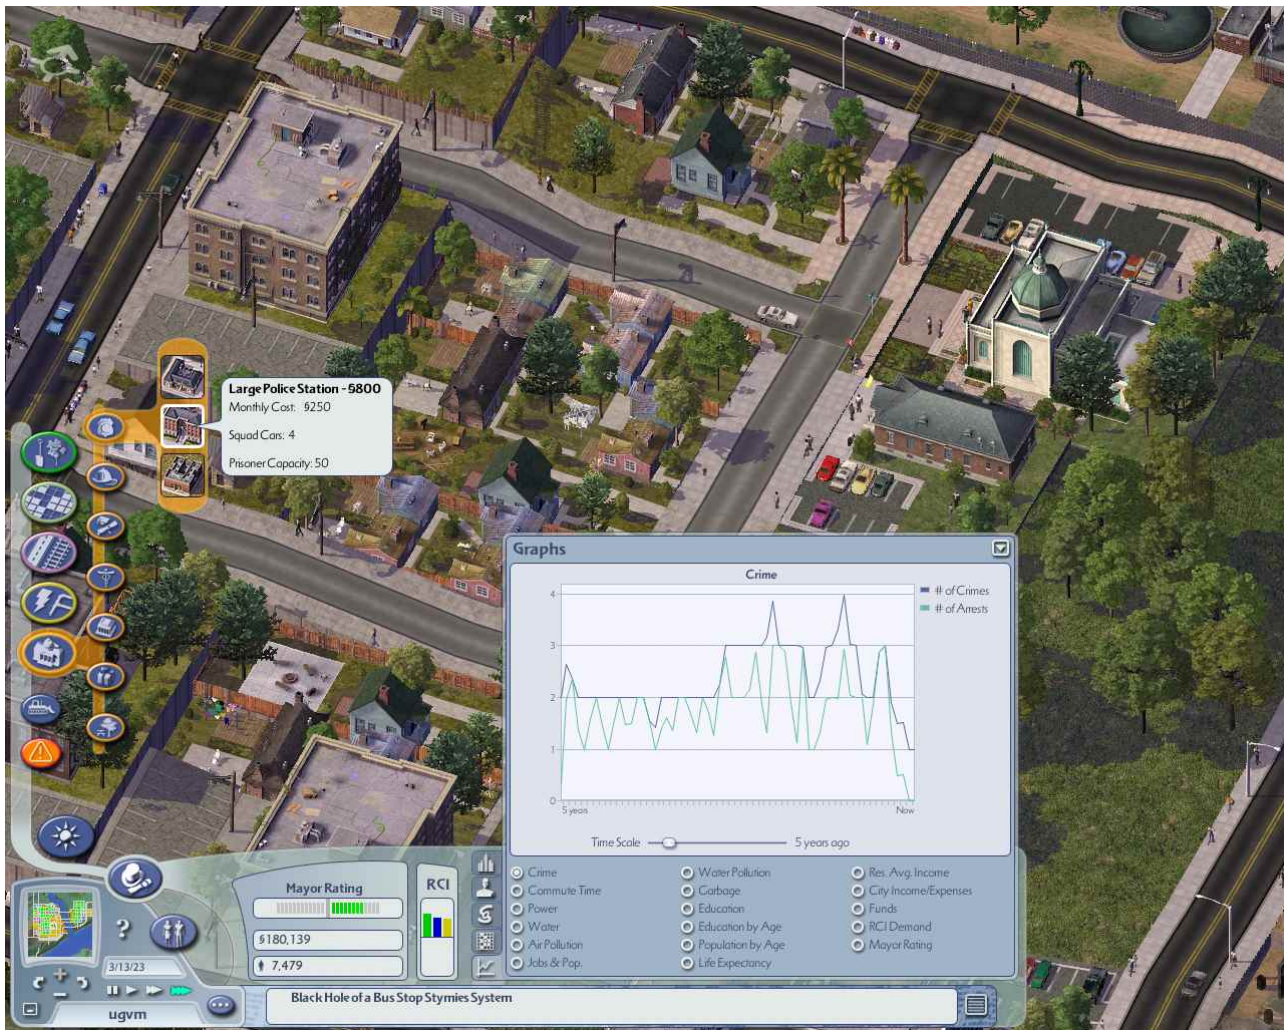 Large Police Station - §800
Monthly Cost: §250
Squad Cars: 4
Prisoner Capacity: 50
Graphs
Crime
# of Crimes
# of Arrests
4
3
2
1
0
5 years
Now
Time Scale
5 years ago
Crime
Water Pollution
Res. Avg. Income
Commute Time
Garbage
City Income/Expenses
Power
Education
Funds
Water
Education by Age
RCI Demand
Air Pollution
Population by Age
Mayor Rating
Jobs & Pop.
Life Expectancy
Mayor Rating
RCI
§180,139
7,479
?
3/13/23
ugvm
Black Hole of a Bus Stop Stymies System